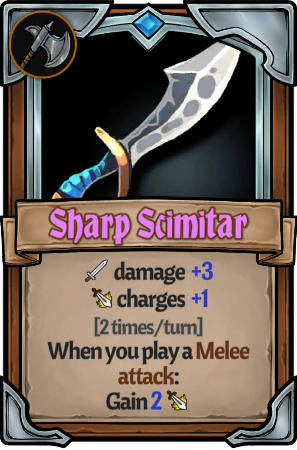 Sharp Scimitar
damage +3
charges +1
[2 times/turn]
When you play a Melee
attack:
Gain 2